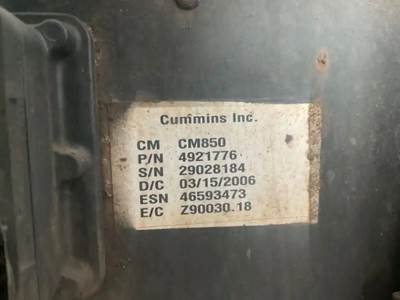 Cummins Inc.
CM CM850
P/N 4921776
S/N 29028184
D/C 03/15/2006
ESN 46593473
E/C Z90030.18